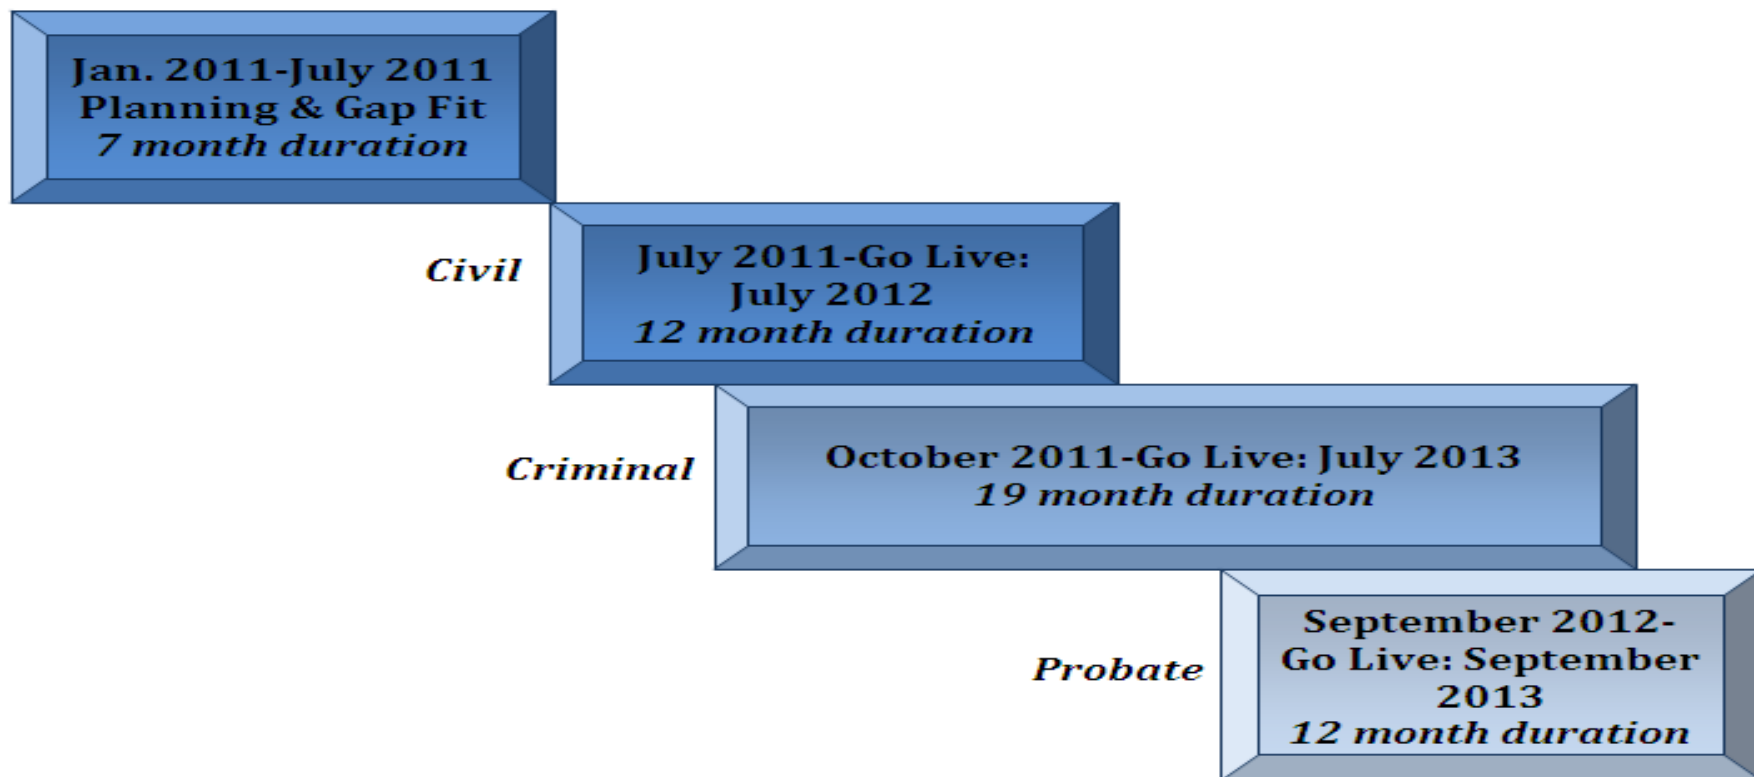 Jan. 2011-July 2011
Planning & Gap Fit
7 month duration
Civil
July 2011-Go Live:
July 2012
12 month duration
Criminal
October 2011-Go Live: July 2013
19 month duration
Probate
September 2012-
Go Live: September
2013
12 month duration